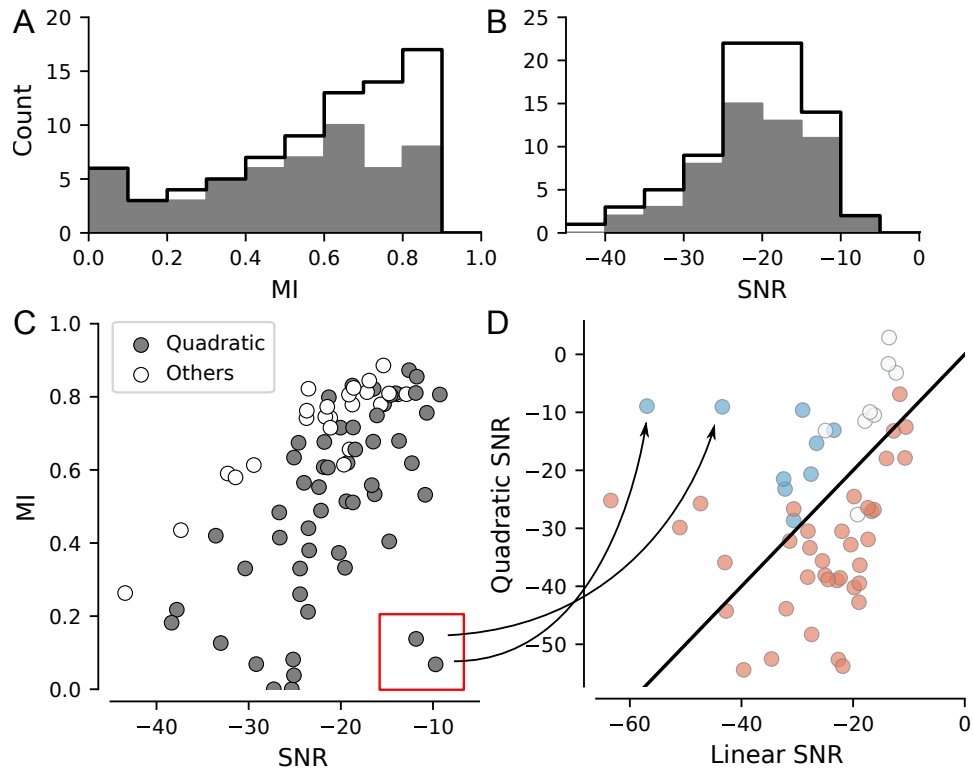 A
B
20
15
10
5
0
Count
0.0 0.2 0.4 0.6 0.8 1.0
MI
25
20
15
10
5
0
−40 −30 −20 −10 0
SNR
C
D
Quadratic
Others
1.0
0.8
0.6
0.4
0.2
0.0
MI
−40 −30 −20 −10
SNR
0
−10
−20
−30
−40
−50
Quadratic SNR
−60 −40 −20 0
Linear SNR